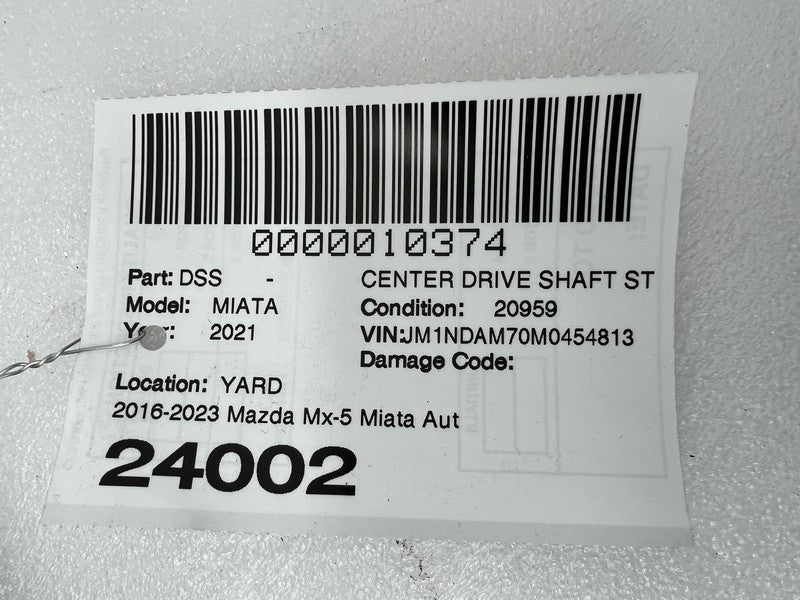 0000010374
Part: DSS - CENTER DRIVE SHAFT ST
Model: MIATA Condition: 20959
Year: 2021 VIN:JM1NDAM70M0454813
Damage Code:
Location: YARD
2016-2023 Mazda Mx-5 Miata Aut
24002